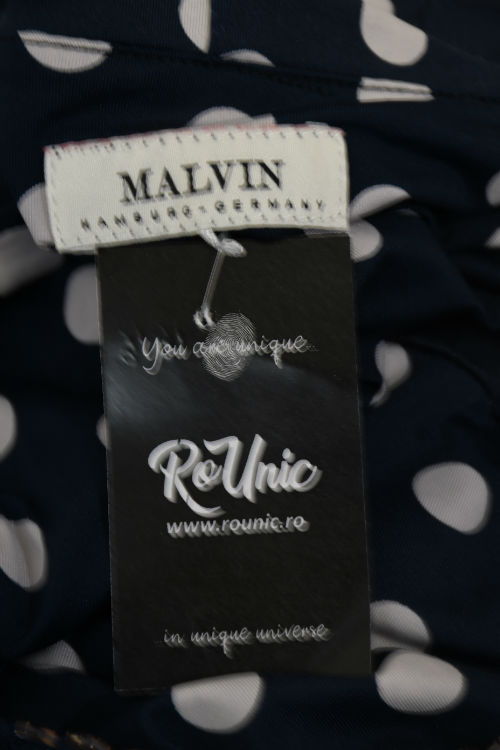 MALVIN
HAMBURG-GERMANY
You are unique
RoUnic
www.rounic.ro
in unique universe